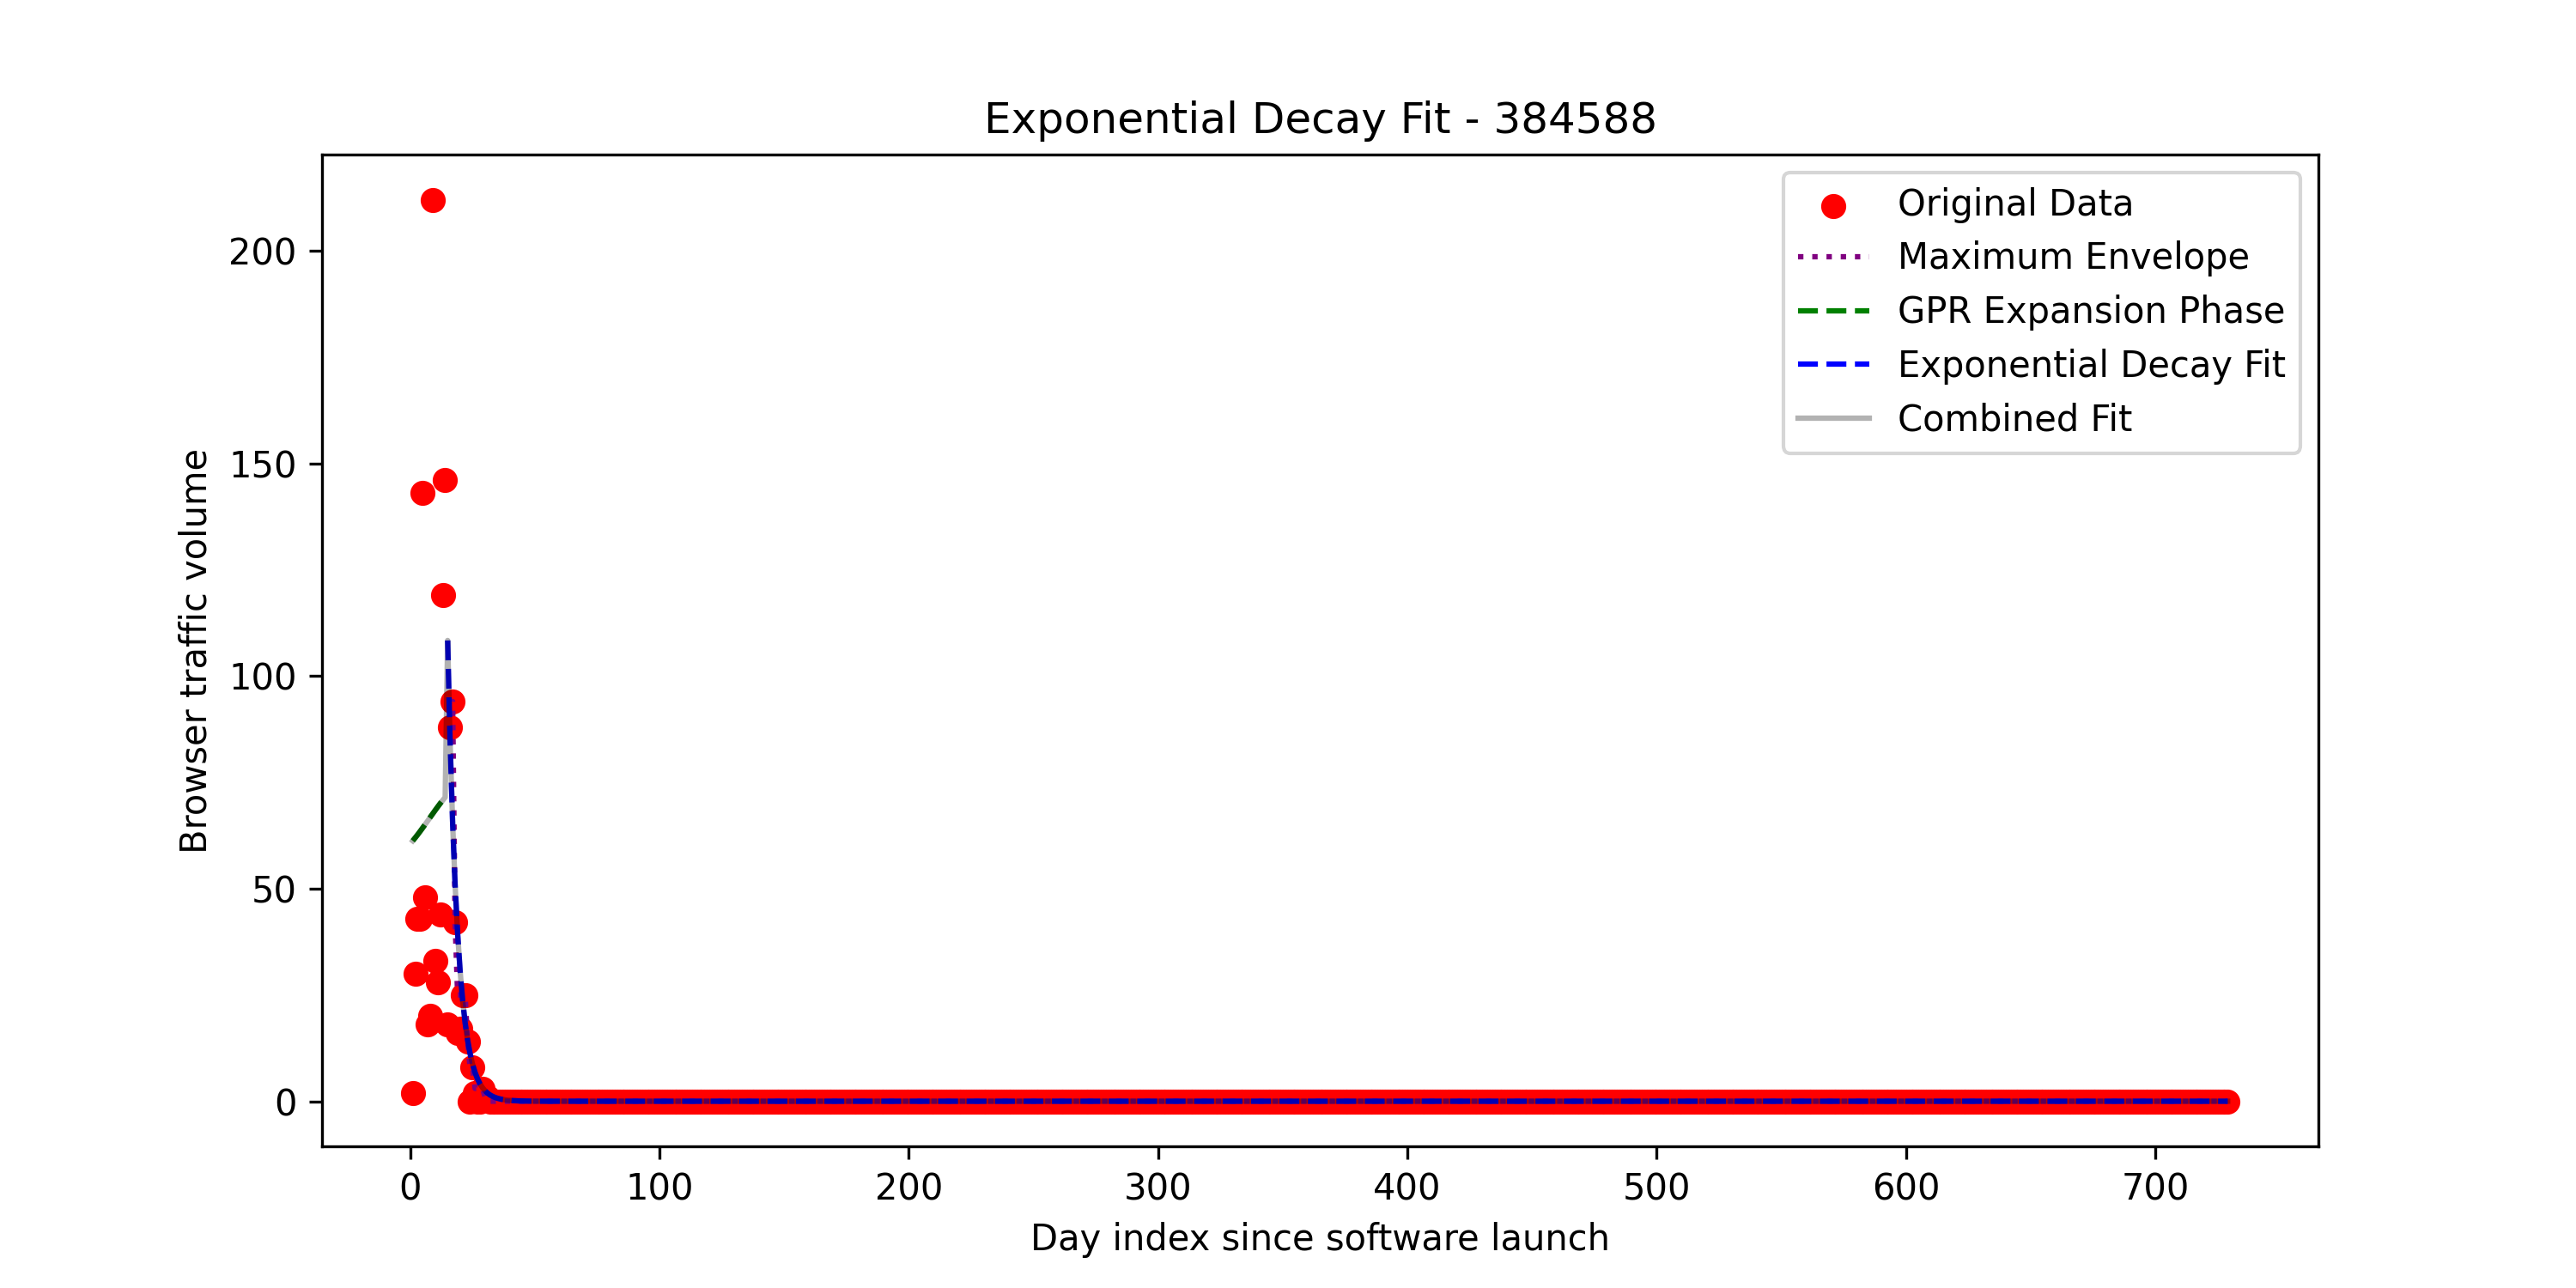 Exponential Decay Fit - 384588
Original Data
Maximum Envelope
GPR Expansion Phase
Exponential Decay Fit
Combined Fit
Browser traffic volume
200
150
100
50
0
0 100 200 300 400 500 600 700
Day index since software launch